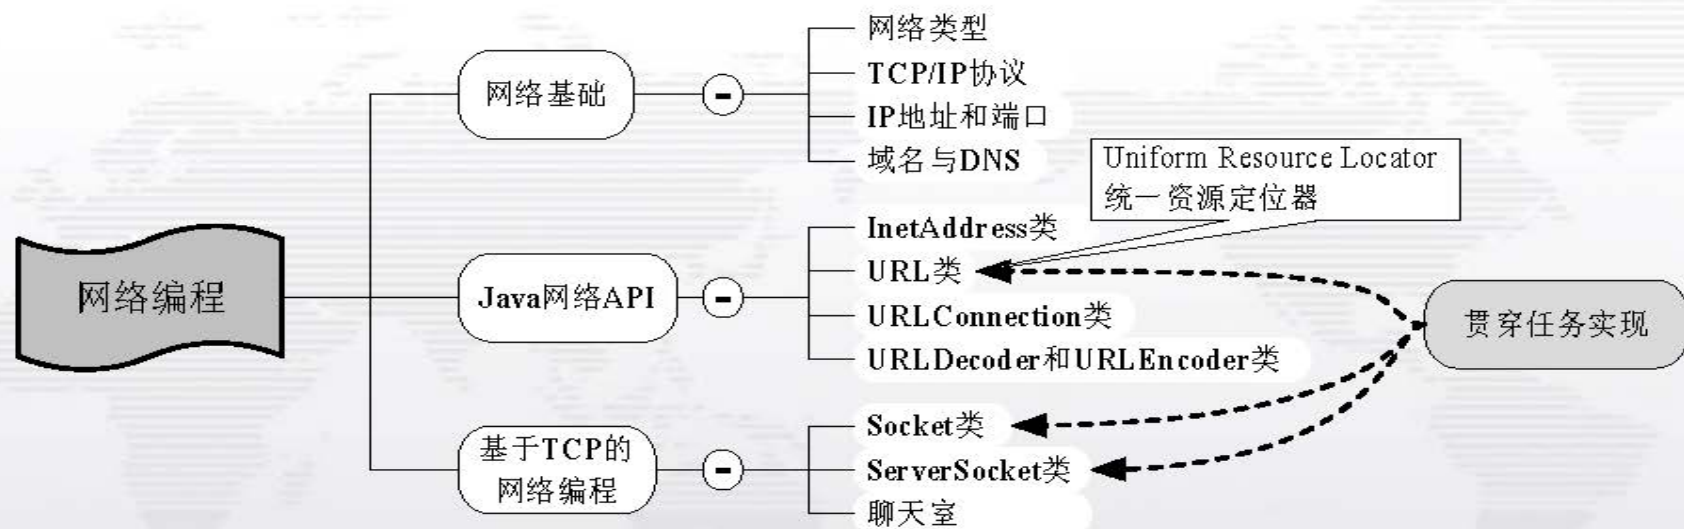 网络编程
网络基础
网络类型
TCP/IP协议
IP地址和端口
域名与DNS
Java网络API
InetAddress类
URL类
URLConnection类
URLDecoder和URLEncoder类
Uniform Resource Locator
统一资源定位器
基于TCP的
网络编程
Socket类
ServerSocket类
聊天室
贯穿任务实现